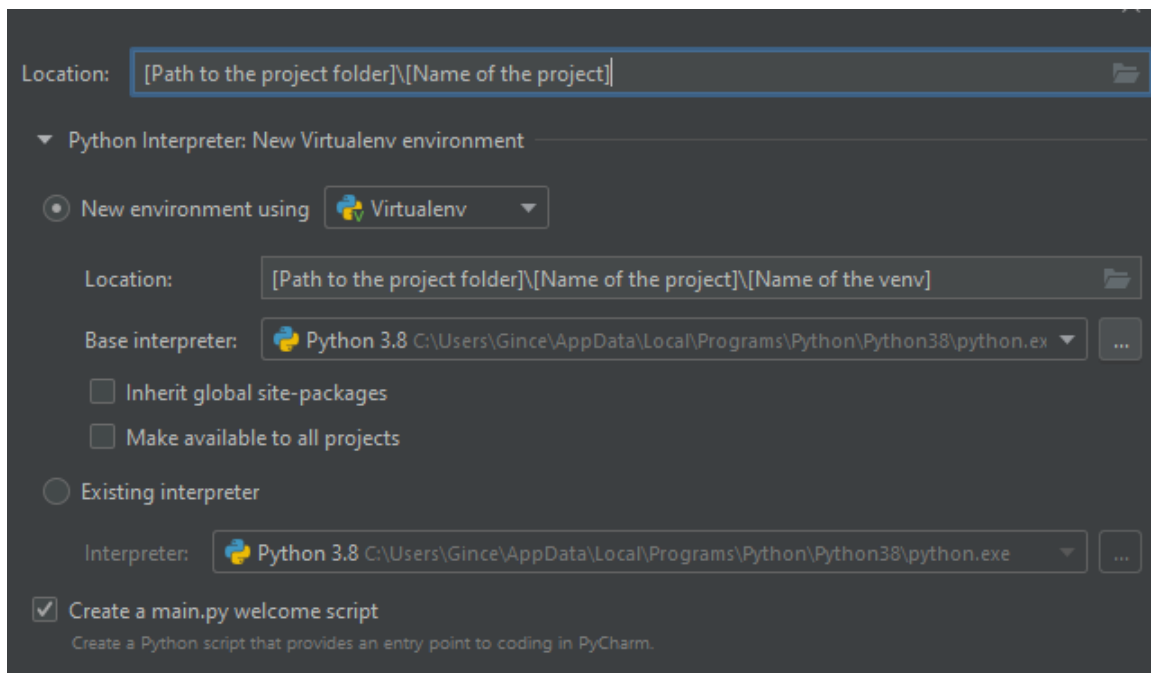 Location: [Path to the project folder]\[Name of the project]
Python Interpreter: New Virtualenv environment
New environment using Virtualenv
Location: [Path to the project folder]\[Name of the project]\[Name of the venv]
Base interpreter: Python 3.8 C:\Users\Gince\AppData\Local\Programs\Python\Python38\python.ex ...
Inherit global site-packages
Make available to all projects
Existing interpreter
Interpreter: Python 3.8 C:\Users\Gince\AppData\Local\Programs\Python\Python38\python.exe ...
Create a main.py welcome script
Create a Python script that provides an entry point to coding in PyCharm.